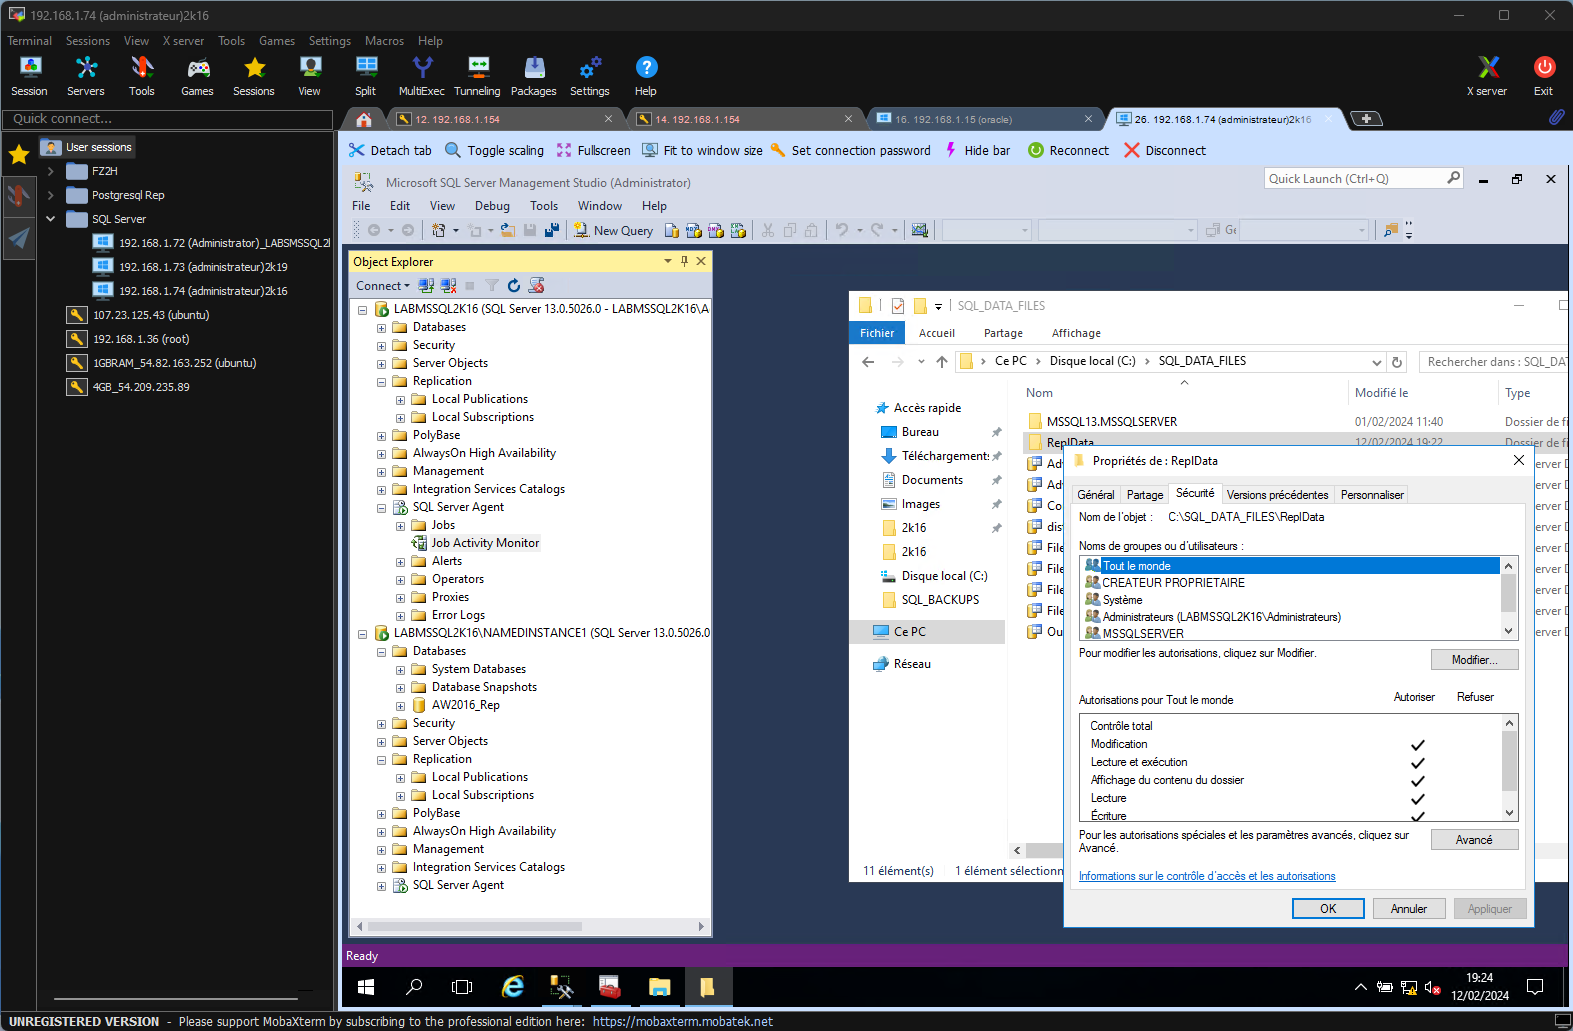 192.168.1.74 (administrateur)2k16
Terminal Sessions View X server Tools Games Settings Macros Help
Session Servers Tools Games Sessions View Split MultiExec Tunneling Packages Settings Help X server Exit
Quick connect...
12. 192.168.1.154
14. 192.168.1.154
16. 192.168.1.15 (oracle)
26. 192.168.1.74 (administrateur)2k16
User sessions
FZ2H
Postgresql Rep
SQL Server
192.168.1.72 (Administrator)_LABSMSSQL2
192.168.1.73 (administrateur)2k19
192.168.1.74 (administrateur)2k16
107.23.125.43 (ubuntu)
192.168.1.36 (root)
1GBRAM_54.82.163.252 (ubuntu)
4GB_54.209.235.89
Detach tab Toggle scaling Fullscreen Fit to window size Set connection password Hide bar Reconnect Disconnect
Microsoft SQL Server Management Studio (Administrator)
Quick Launch (Ctrl+Q)
File Edit View Debug Tools Window Help
New Query
Object Explorer
Connect
LABMSSQL2K16 (SQL Server 13.0.5026.0 - LABMSSQL2K16\A
Databases
Security
Server Objects
Replication
Local Publications
Local Subscriptions
PolyBase
AlwaysOn High Availability
Management
Integration Services Catalogs
SQL Server Agent
Jobs
Job Activity Monitor
Alerts
Operators
Proxies
Error Logs
LABMSSQL2K16\NAMEDINSTANCE1 (SQL Server 13.0.5026.0
Databases
System Databases
Database Snapshots
AW2016_Rep
Security
Server Objects
Replication
Local Publications
Local Subscriptions
PolyBase
AlwaysOn High Availability
Management
Integration Services Catalogs
SQL Server Agent
SQL_DATA_FILES
Fichier Accueil Partage Affichage
Ce PC > Disque local (C:) > SQL_DATA_FILES
Rechercher dans : SQL_DA
Nom Modifié le Type
Accès rapide
Bureau
Téléchargement
Documents
Images
2k16
2k16
Disque local (C:)
SQL_BACKUPS
Ce PC
Réseau
MSSQL13.MSSQLSERVER 01/02/2024 11:40 Dossier de fi
ReplData 12/02/2024 19:22 Dossier de fi
11 élément(s) 1 élément sélectionn
Propriétés de : ReplData
Général Partage Sécurité Versions précédentes Personnaliser
Nom de l'objet : C:\SQL_DATA_FILES\ReplData
Noms de groupes ou d'utilisateurs :
Tout le monde
CREATEUR PROPRIETAIRE
Système
Administrateurs (LABMSSQL2K16\Administrateurs)
MSSQLSERVER
Pour modifier les autorisations, cliquez sur Modifier.
Modifier...
Autorisations pour Tout le monde Autoriser Refuser
Contrôle total
Modification
Lecture et exécution
Affichage du contenu du dossier
Lecture
Écriture
Pour les autorisations spéciales et les paramètres avancés, cliquez sur
Avancé.
Avancé
Informations sur le contrôle d'accès et les autorisations
OK Annuler Appliquer
Ready
19:24
12/02/2024
UNREGISTERED VERSION - Please support MobaXterm by subscribing to the professional edition here: https://mobaxterm.mobatek.net